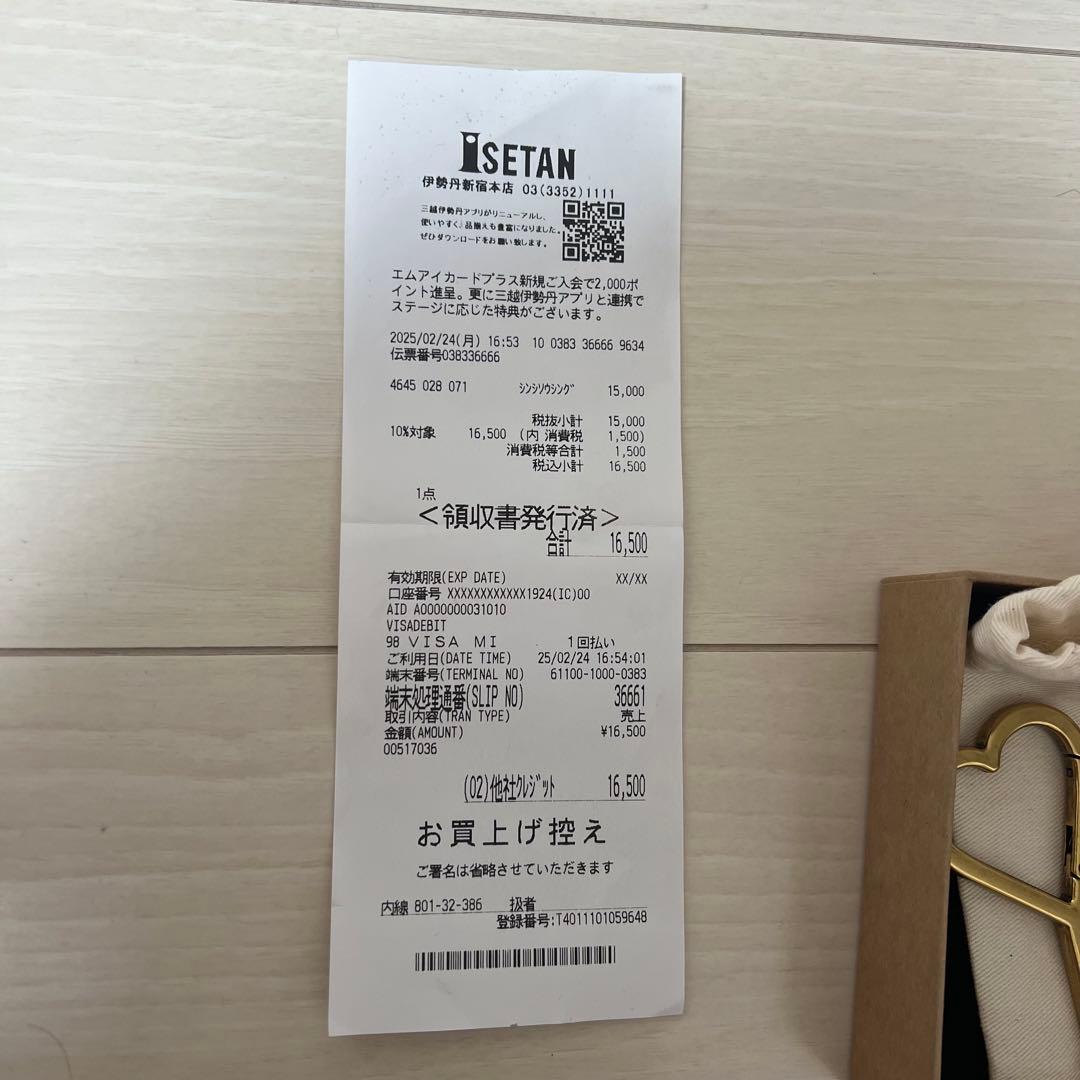 ISETAN
伊勢丹新宿本店 03(3352)1111
三越伊勢丹アプリがリニューアルし、
使いやすく、品揃えも豊富になりました。
ぜひダウンロードをお願い致します。
エムアイカードプラス新規ご入会で2,000ポ
イント進呈。更に三越伊勢丹アプリと連携で
ステージに応じた特典がございます。
2025/02/24(月) 16:53 10 0383 36666 9634
伝票番号038336666
4645 028 071 シンシソウシング 15,000
税抜小計 15,000
10%対象 16,500 (内 消費税 1,500)
消費税等合計 1,500
税込小計 16,500
1点
<領収書発行済>
合計 16,500
有効期限(EXP DATE) XX/XX
口座番号 XXXXXXXXXXXX1924(IC)00
AID A0000000031010
VISADEBIT
98 VISA MI 1回払い
ご利用日(DATE TIME) 25/02/24 16:54:01
端末番号(TERMINAL NO) 61100-1000-0383
端末処理通番(SLIP NO) 36661
取引内容(TRAN TYPE) 売上
金額(AMOUNT) ¥16,500
00517036
(02)他社クレジット 16,500
お買上げ控え
ご署名は省略させていただきます
内線 801-32-386 扱者
登録番号:T4011101059648